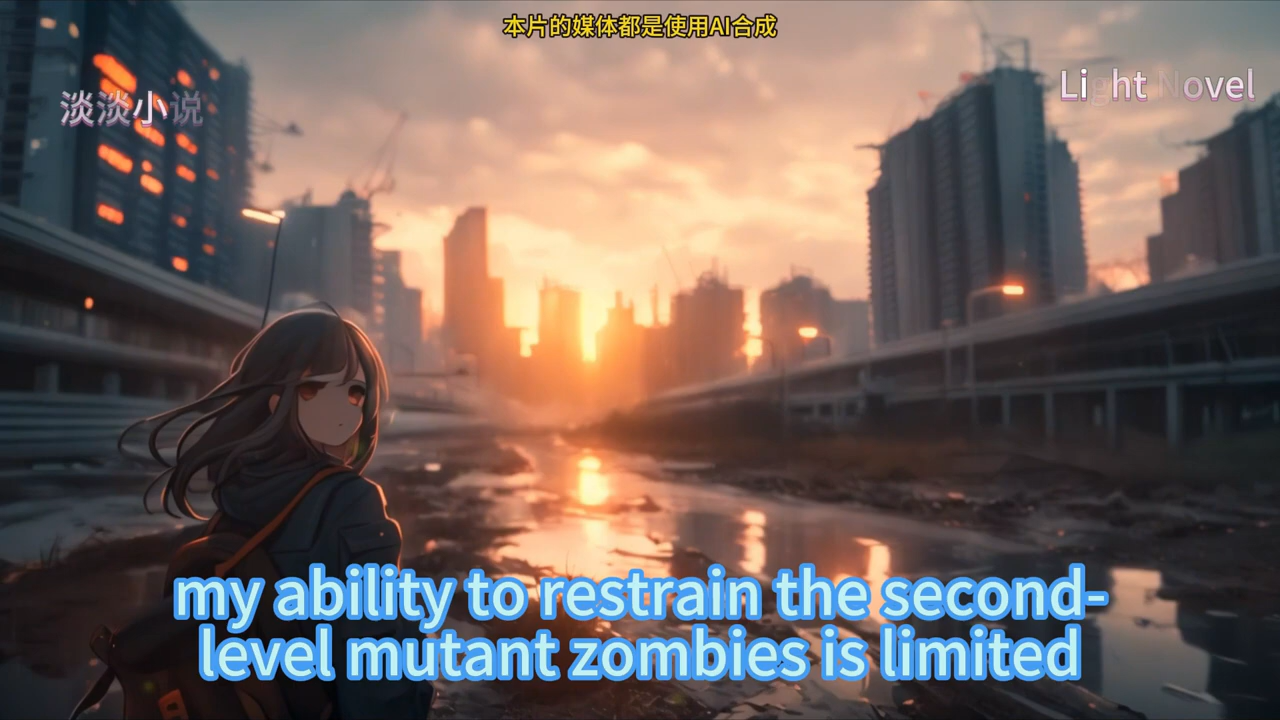 本片的媒体都是使用AI合成
淡淡小说
Light Novel
my ability to restrain the second-
level mutant zombies is limited